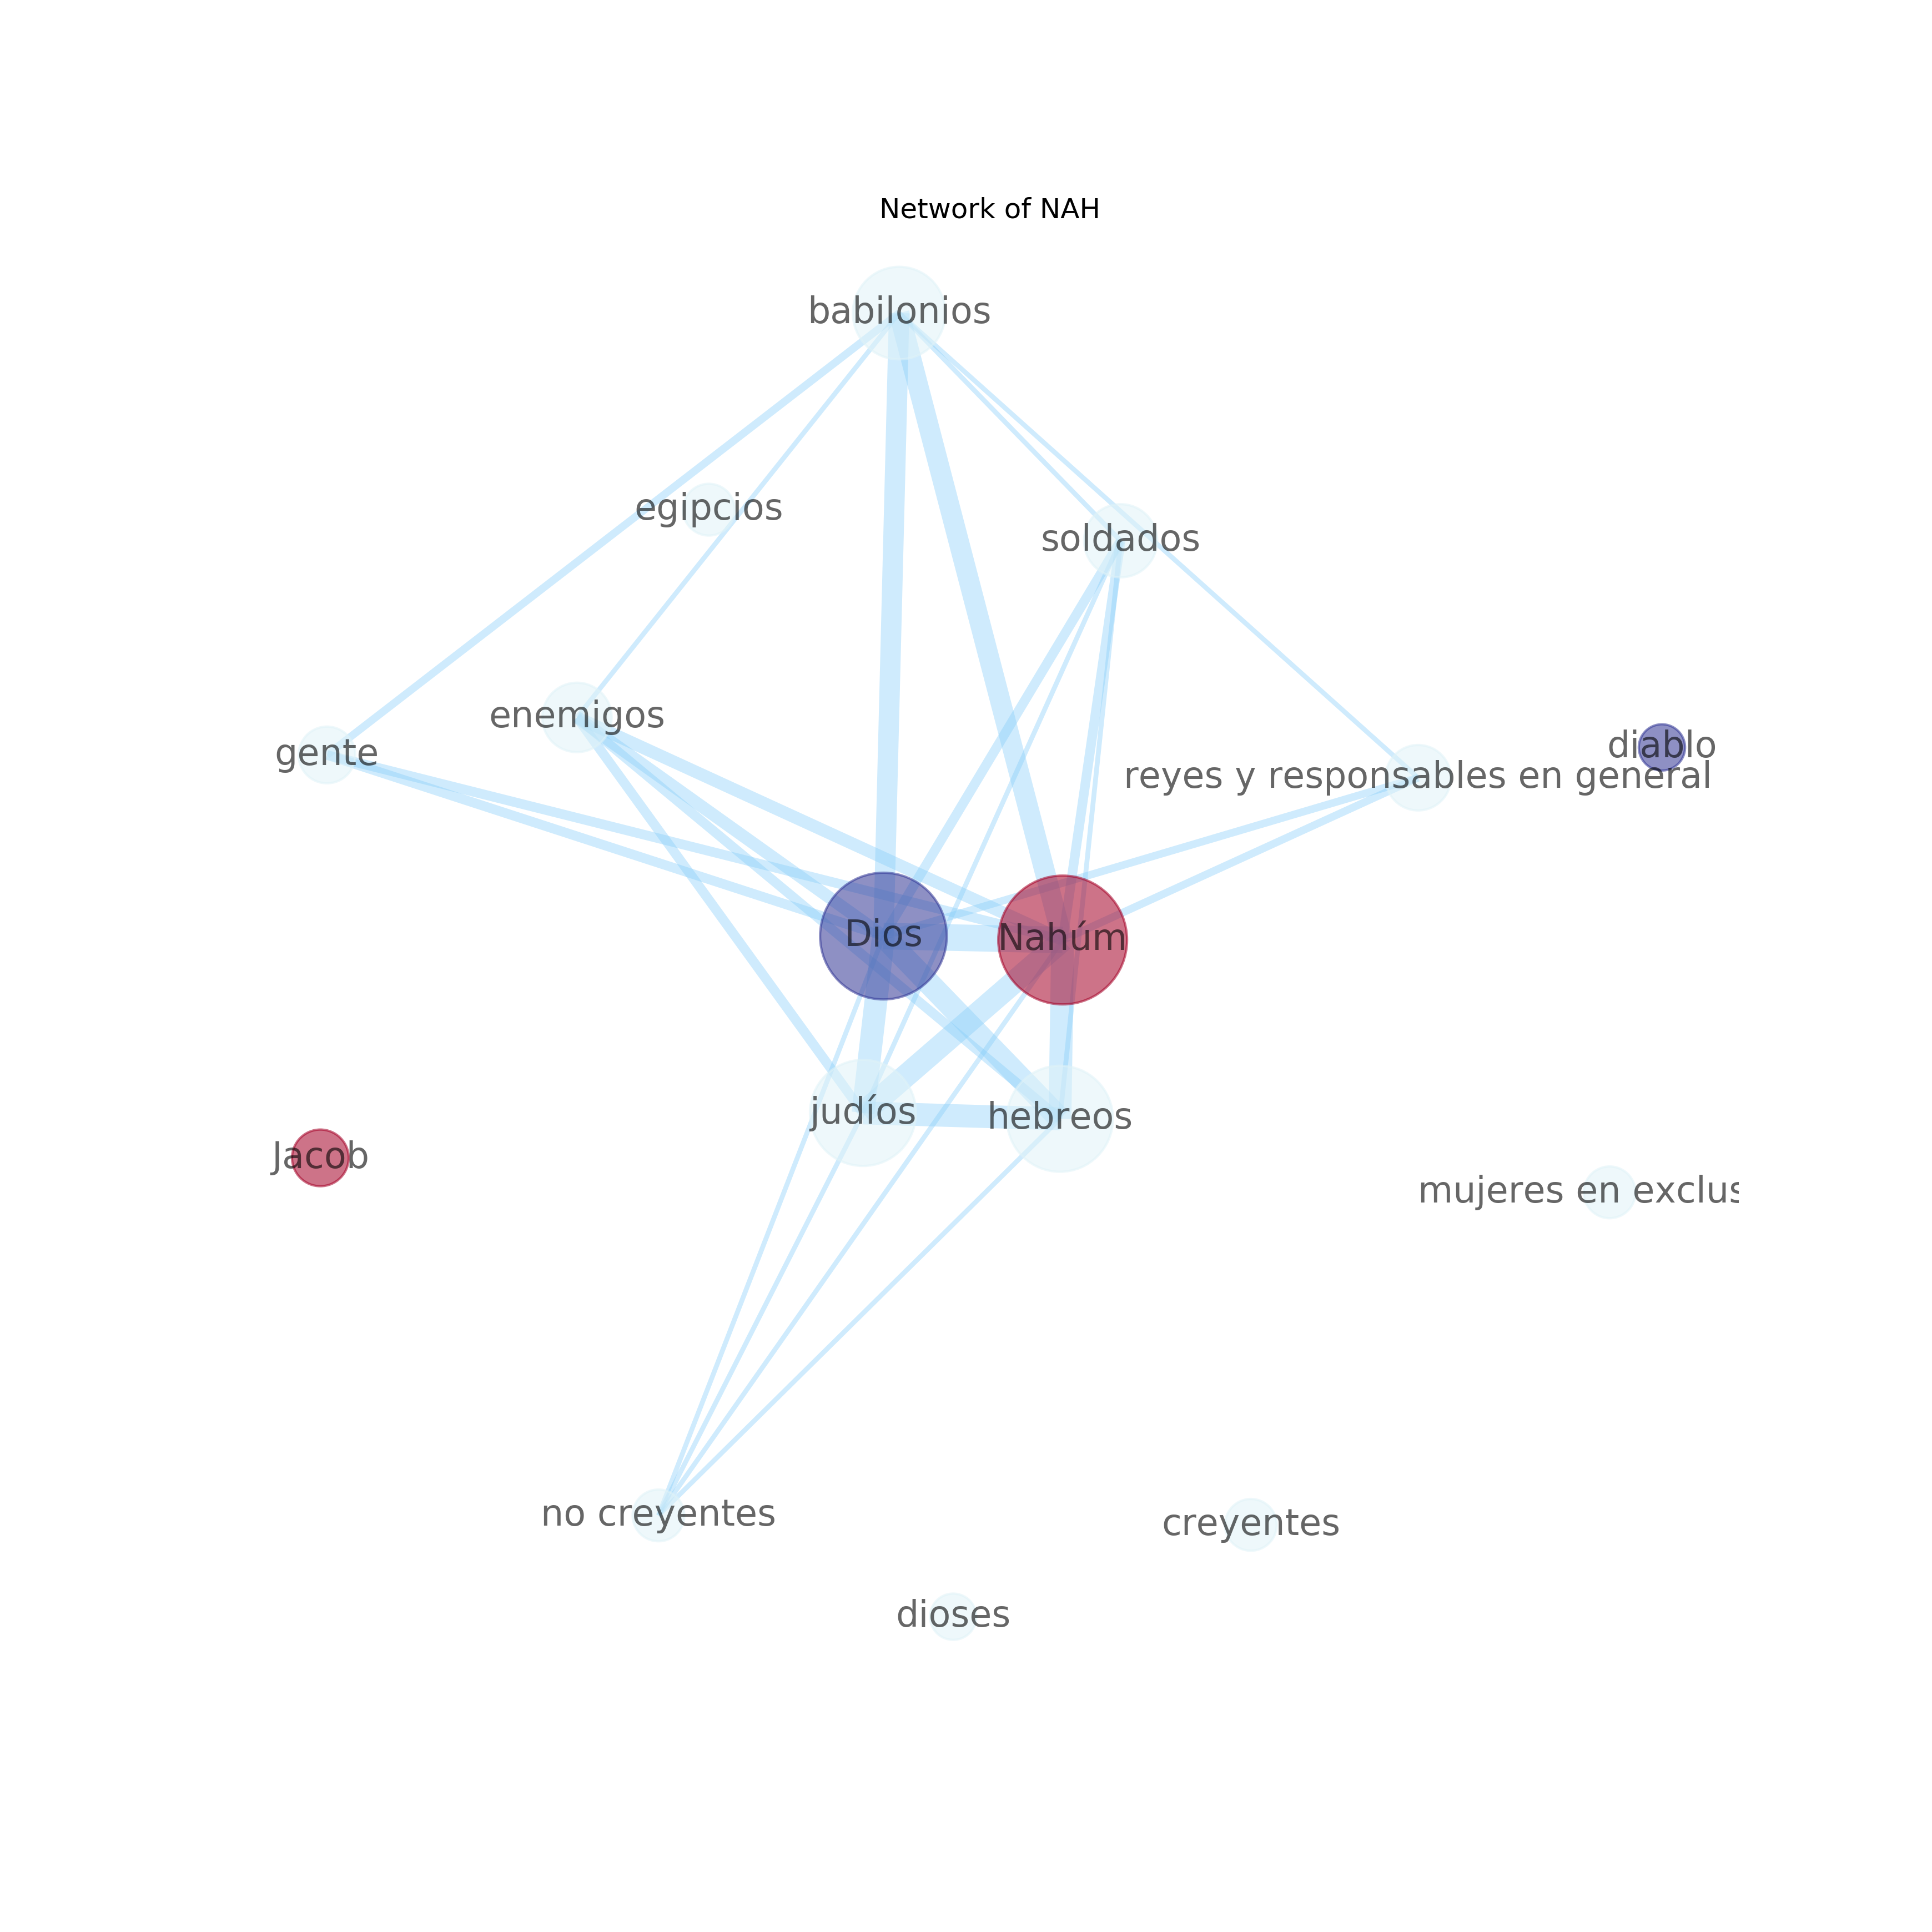 Network of NAH
babilonios
egipcios
soldados
enemigos
gente
diablo
reyes y responsables en general
Dios
Nahúm
judíos
hebreos
Jacob
mujeres en exclus
no creyentes
creyentes
dioses